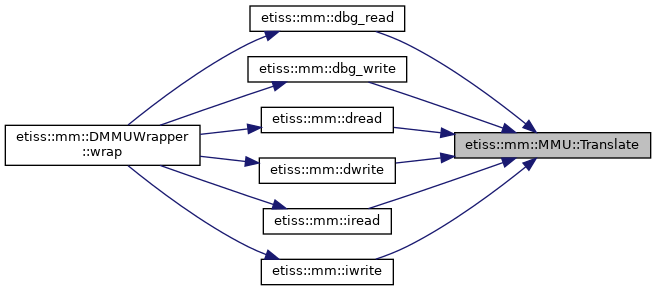 etiss::mm::dbg_read
etiss::mm::dbg_write
etiss::mm::dread
etiss::mm::DMMUWrapper
::wrap
etiss::mm::MMU::Translate
etiss::mm::dwrite
etiss::mm::iread
etiss::mm::iwrite